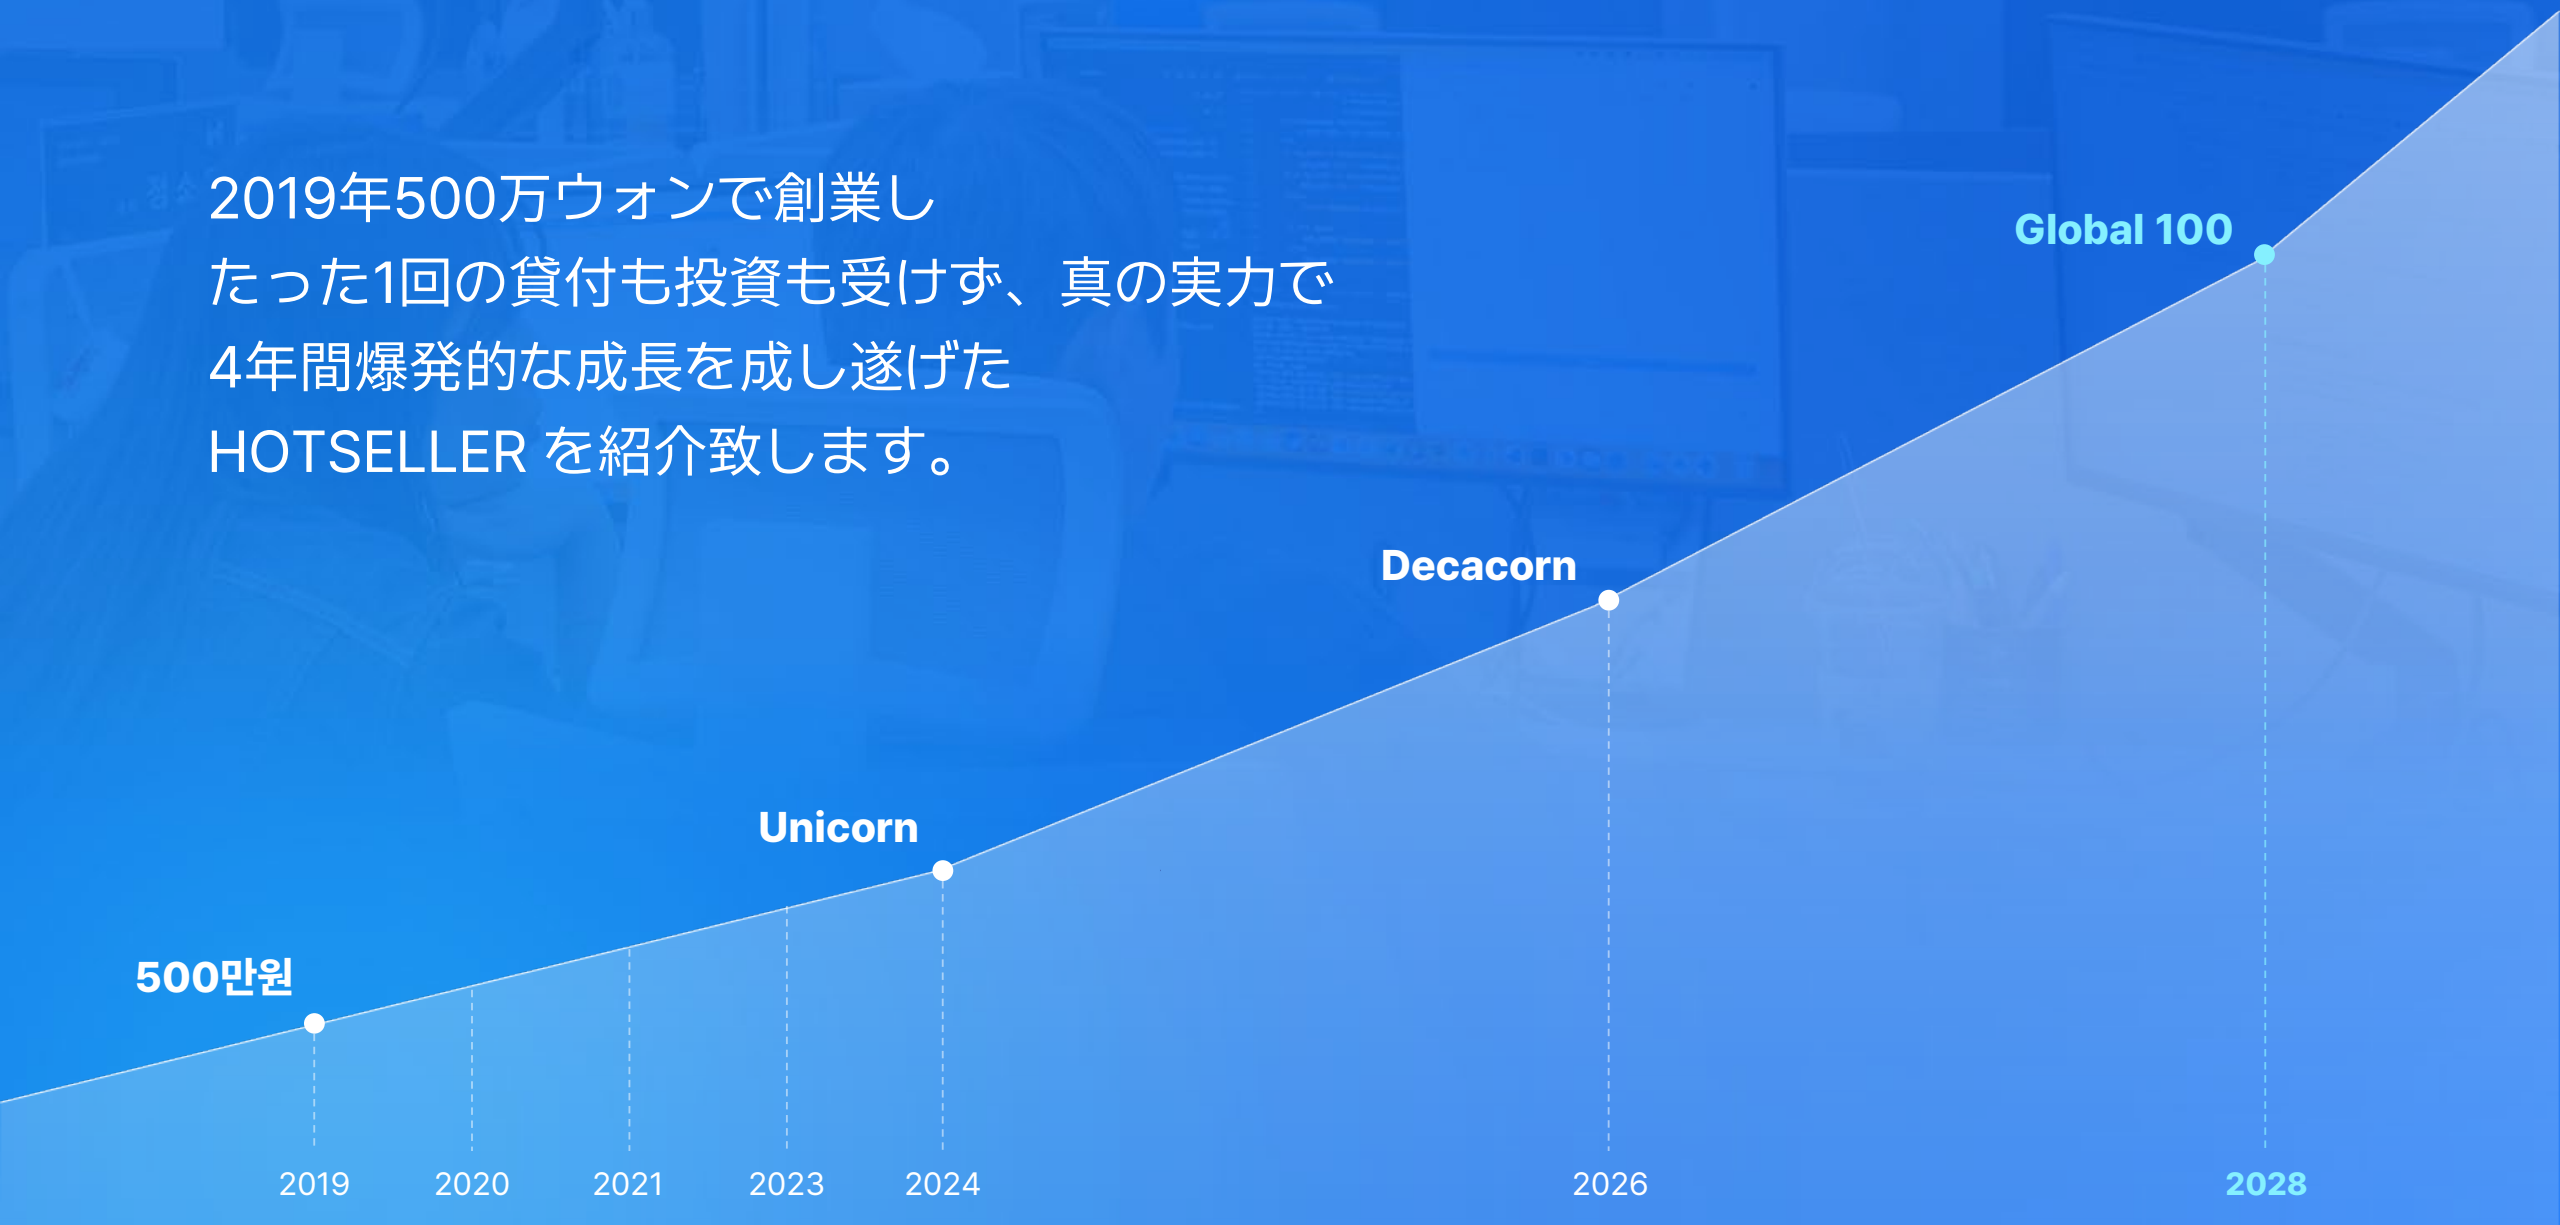 2019年500万ウォンで創業し
たった1回の貸付も投資も受けず、真の実力で
4年間爆発的な成長を成し遂げた
HOTSELLER を紹介致します。
Global 100
Decacorn
Unicorn
500만원
2019 2020 2021 2023 2024 2026 2028